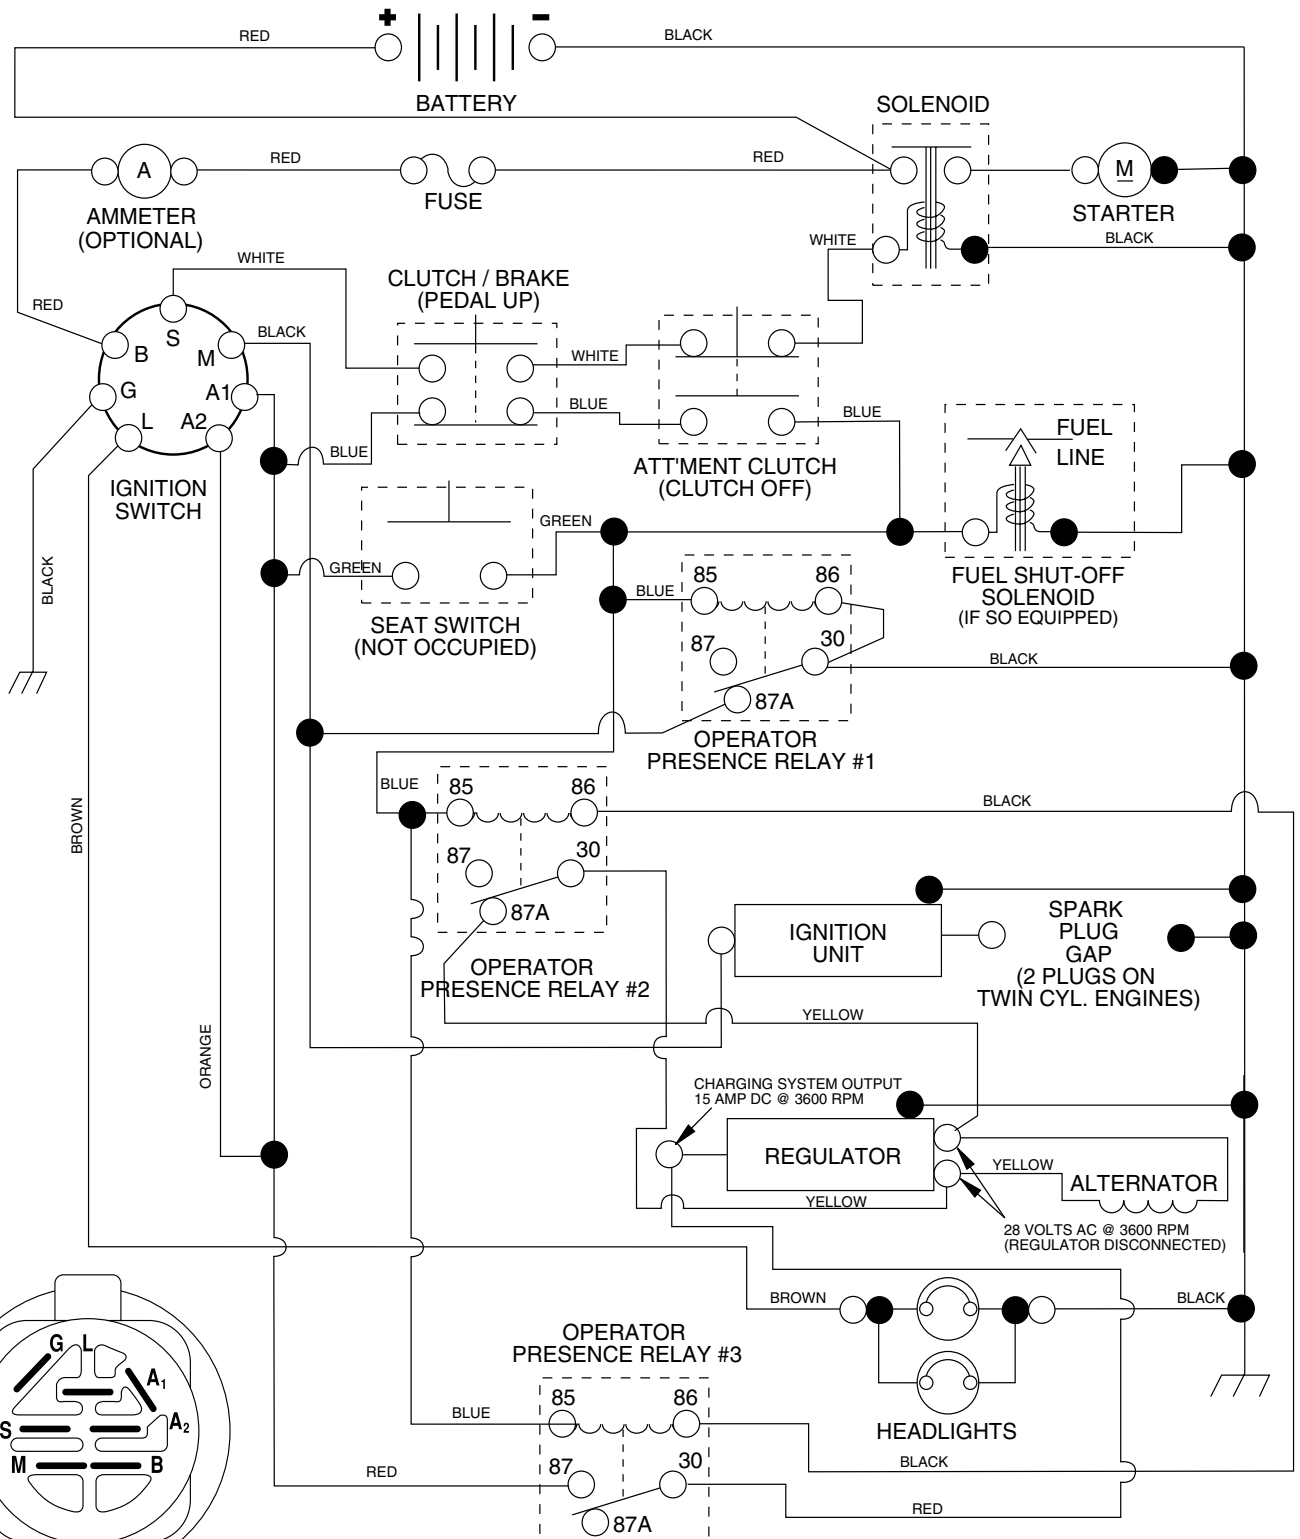 + −
RED
BLACK
BATTERY
SOLENOID
A
RED
RED
M
FUSE
AMMETER
(OPTIONAL)
STARTER
WHITE
BLACK
WHITE
CLUTCH / BRAKE
(PEDAL UP)
RED
S
BLACK
B
M
WHITE
G
A1
BLUE
BLUE
L
A2
FUEL
LINE
BLUE
ATT'MENT CLUTCH
(CLUTCH OFF)
IGNITION
SWITCH
GREEN
BLACK
GREEN
85
86
FUEL SHUT-OFF
SOLENOID
(IF SO EQUIPPED)
BLUE
SEAT SWITCH
(NOT OCCUPIED)
87
30
BLACK
87A
OPERATOR
PRESENCE RELAY #1
BLUE
85
86
BLACK
BROWN
87
30
87A
SPARK
PLUG
GAP
(2 PLUGS ON
TWIN CYL. ENGINES)
IGNITION
UNIT
OPERATOR
PRESENCE RELAY #2
YELLOW
ORANGE
CHARGING SYSTEM OUTPUT
15 AMP DC @ 3600 RPM
REGULATOR
YELLOW
ALTERNATOR
YELLOW
28 VOLTS AC @ 3600 RPM
(REGULATOR DISCONNECTED)
BROWN
BLACK
OPERATOR
PRESENCE RELAY #3
G
L
A1
85
86
BLUE
A2
S
HEADLIGHTS
M
B
RED
87
30
BLACK
RED
87A